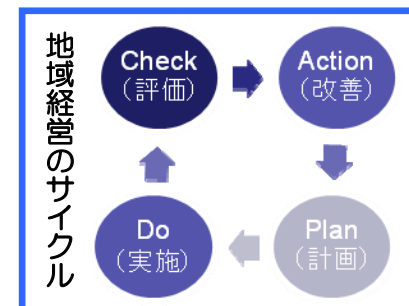 地域経営のサイクル
Check
（評価）
Action
（改善）
Do
（実施）
Plan
（計画）